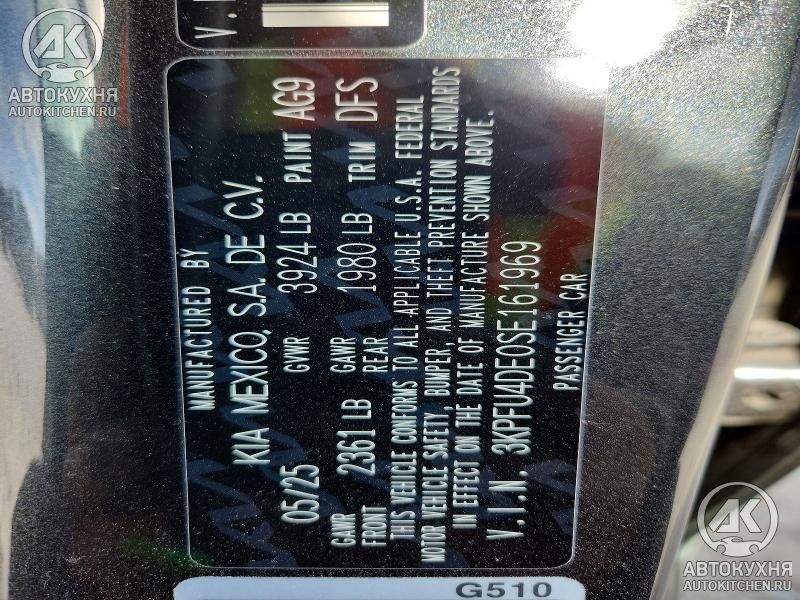 V.I.
MANUFACTURED BY
KIA MEXICO, S.A. DE C.V.
05/25 GVWR 3924 LB PAINT AG9
GAWR FRONT 2361 LB GAWR REAR 1980 LB TRIM DFS
THIS VEHICLE CONFORMS TO ALL APPLICABLE U.S.A. FEDERAL
MOTOR VEHICLE SAFETY, BUMPER, AND THEFT PREVENTION STANDARDS
IN EFFECT ON THE DATE OF MANUFACTURE SHOWN ABOVE.
V.I.N. 3KPFU4DE0SE161969
PASSENGER CAR
G510
АВТОКУХНЯ
AUTOKITCHEN.RU
АВТОКУХНЯ
AUTOKITCHEN.RU